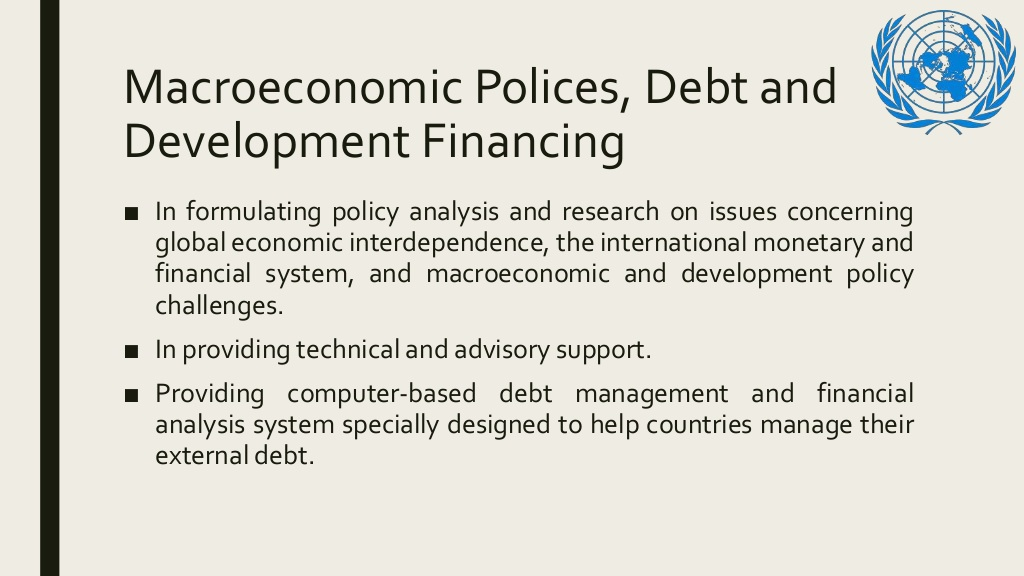 Macroeconomic Polices, Debt and
Development Financing
■ In formulating policy analysis and research on issues concerning
global economic interdependence, the international monetary and
financial system, and macroeconomic and development policy
challenges.
■ In providing technical and advisory support.
■ Providing computer-based debt management and financial
analysis system specially designed to help countries manage their
external debt.